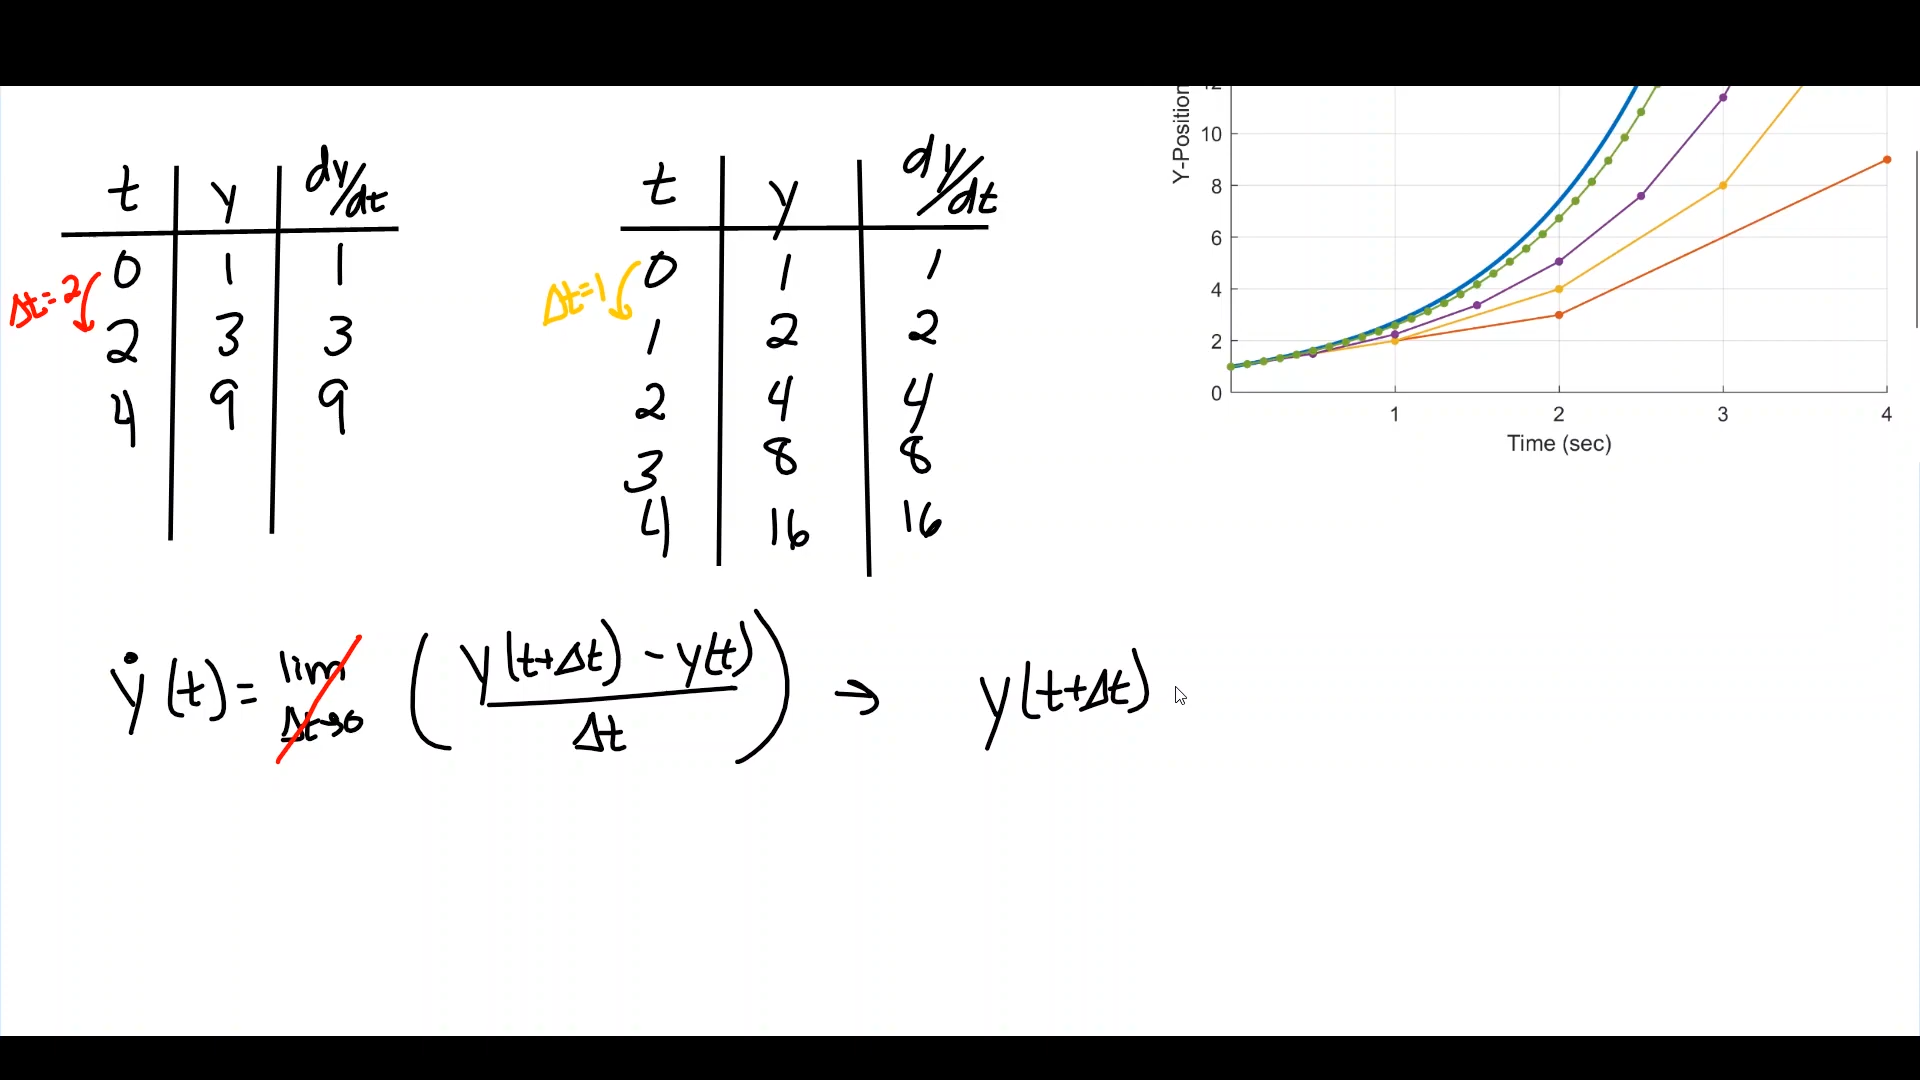 t y dy/dt
0 1 1
Δt=2
2 3 3
4 9 9
t y dy/dt
0 1 1
Δt=1
1 2 2
2 4 4
3 8 8
4 16 16
ẏ(t) = lim Δt→0 ( y(t+Δt) - y(t) / Δt ) → y(t+Δt)
Y-Position
12
10
8
6
4
2
0
1 2 3 4
Time (sec)